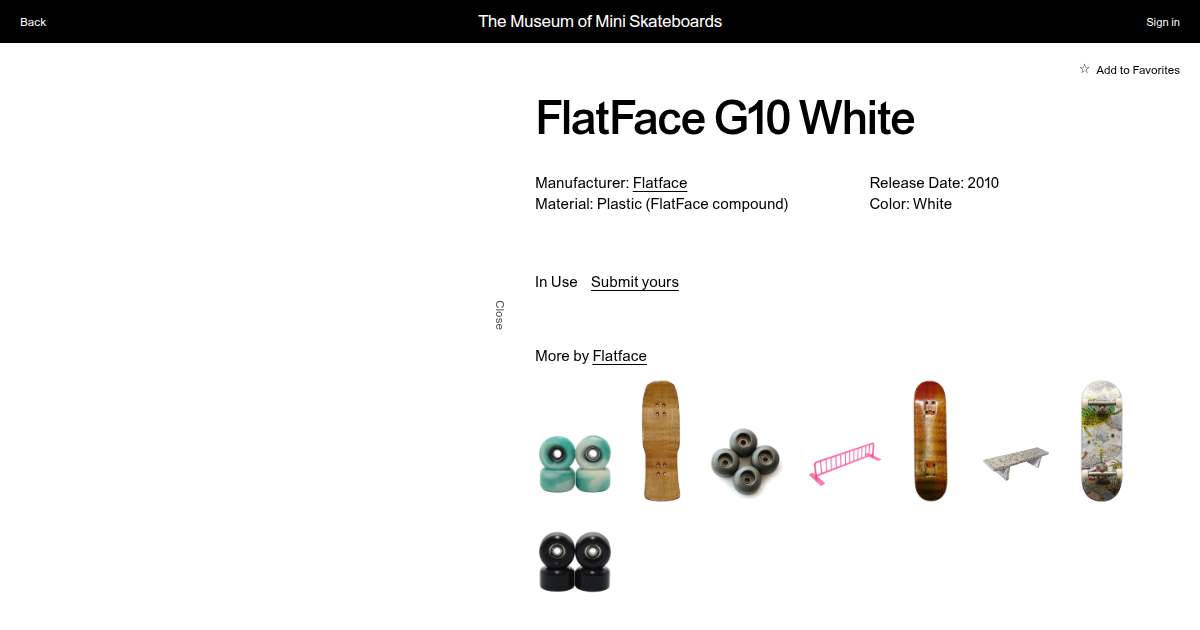 Back
The Museum of Mini Skateboards
Sign in
☆ Add to Favorites
FlatFace G10 White
Manufacturer: Flatface
Release Date: 2010
Material: Plastic (FlatFace compound)
Color: White
In Use Submit yours
Close
More by Flatface